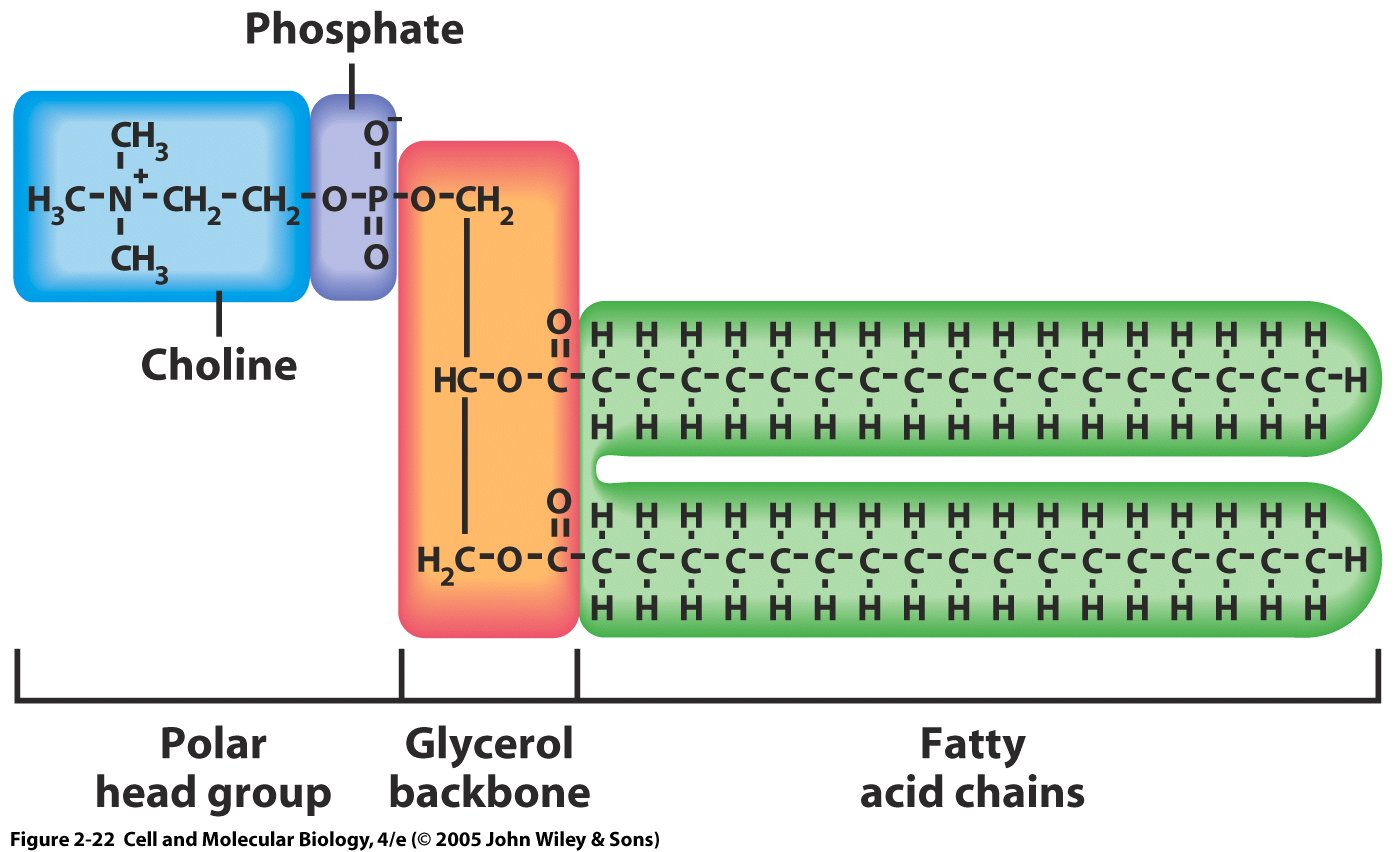 Phosphate
CH3 O−
+
H3C-N-CH2-CH2-O-P-O-CH2
CH3 O
Choline
O H H H H H H H H H H H H H H H H H
HC-O-C-C-C-C-C-C-C-C-C-C-C-C-C-C-C-C-C-C-H
H H H H H H H H H H H H H H H H H
O H H H H H H H H H H H H H H H H H
H2C-O-C-C-C-C-C-C-C-C-C-C-C-C-C-C-C-C-C-C-H
H H H H H H H H H H H H H H H H H
Polar
head group
Glycerol
backbone
Fatty
acid chains
Figure 2-22 Cell and Molecular Biology, 4/e (© 2005 John Wiley & Sons)